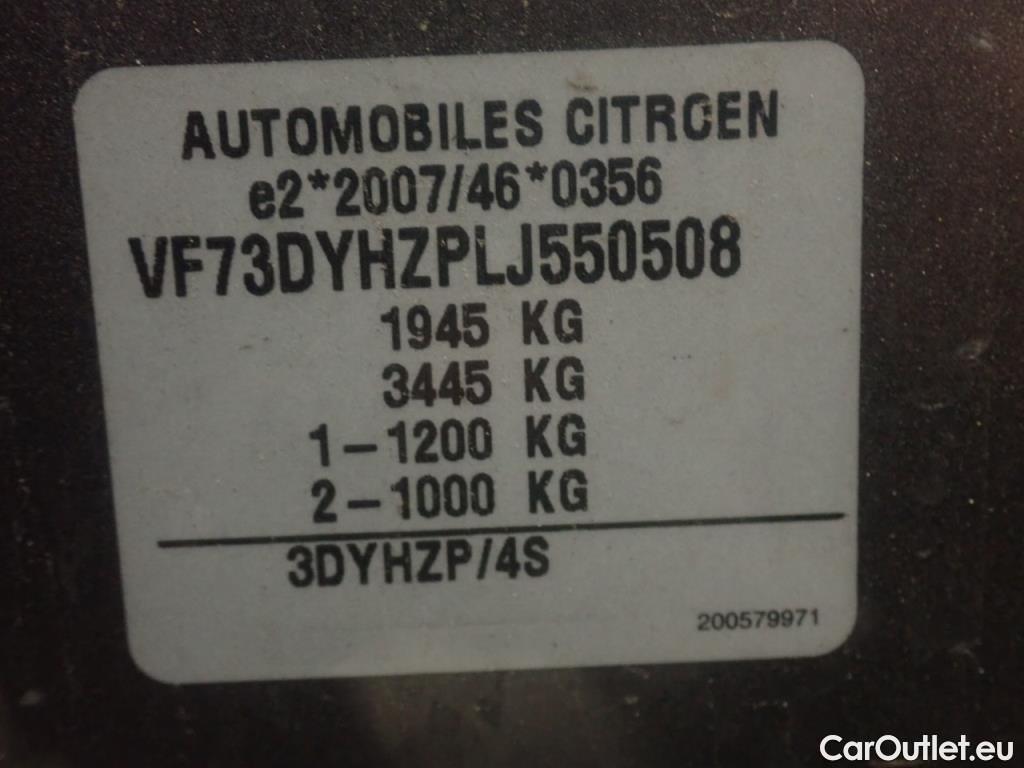 AUTOMOBILES CITROEN
e2*2007/46*0356
VF73DYHZPLJ550508
1945 KG
3445 KG
1-1200 KG
2-1000 KG
3DYHZP/4S
200579971
CarOutlet.eu